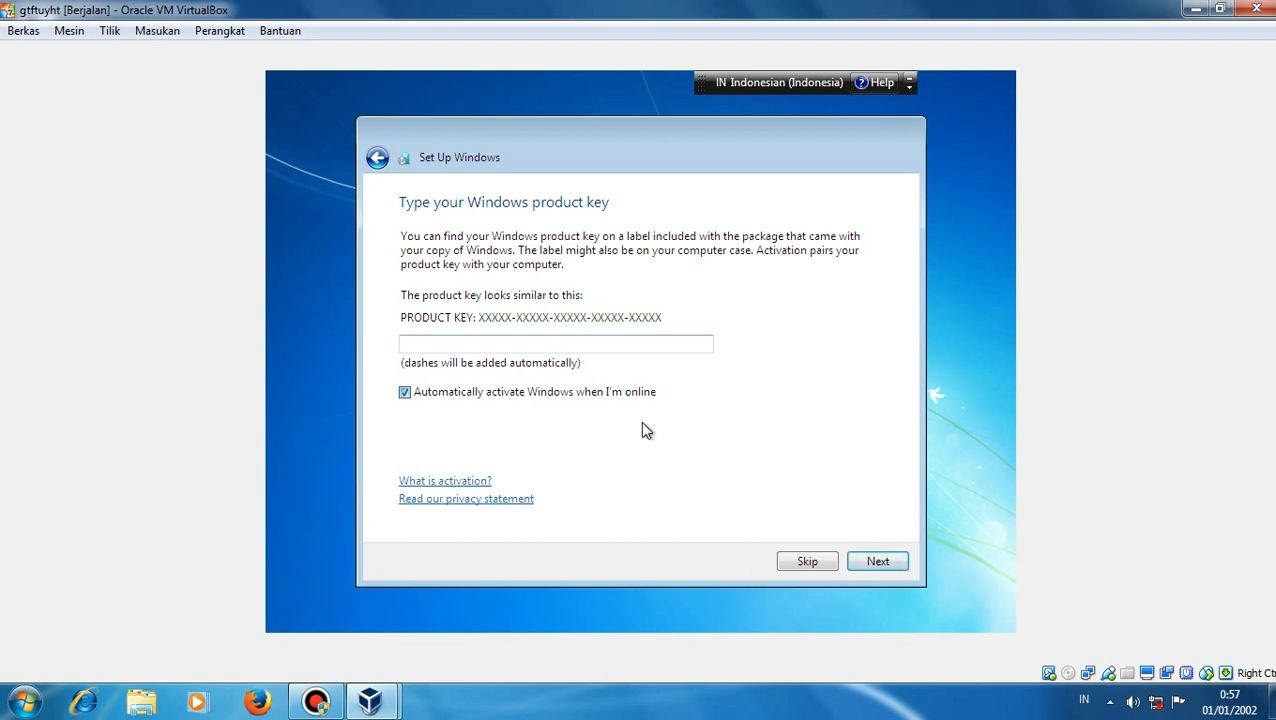 gtftuyht [Berjalan] - Oracle VM VirtualBox
Berkas Mesin Tilik Masukan Perangkat Bantuan
IN Indonesian (Indonesia) Help
Set Up Windows
Type your Windows product key
You can find your Windows product key on a label included with the package that came with
your copy of Windows. The label might also be on your computer case. Activation pairs your
product key with your computer.
The product key looks similar to this:
PRODUCT KEY: XXXXX-XXXXX-XXXXX-XXXXX-XXXXX
(dashes will be added automatically)
Automatically activate Windows when I'm online
What is activation?
Read our privacy statement
Skip Next
Right Ct
IN
0:57
01/01/2002